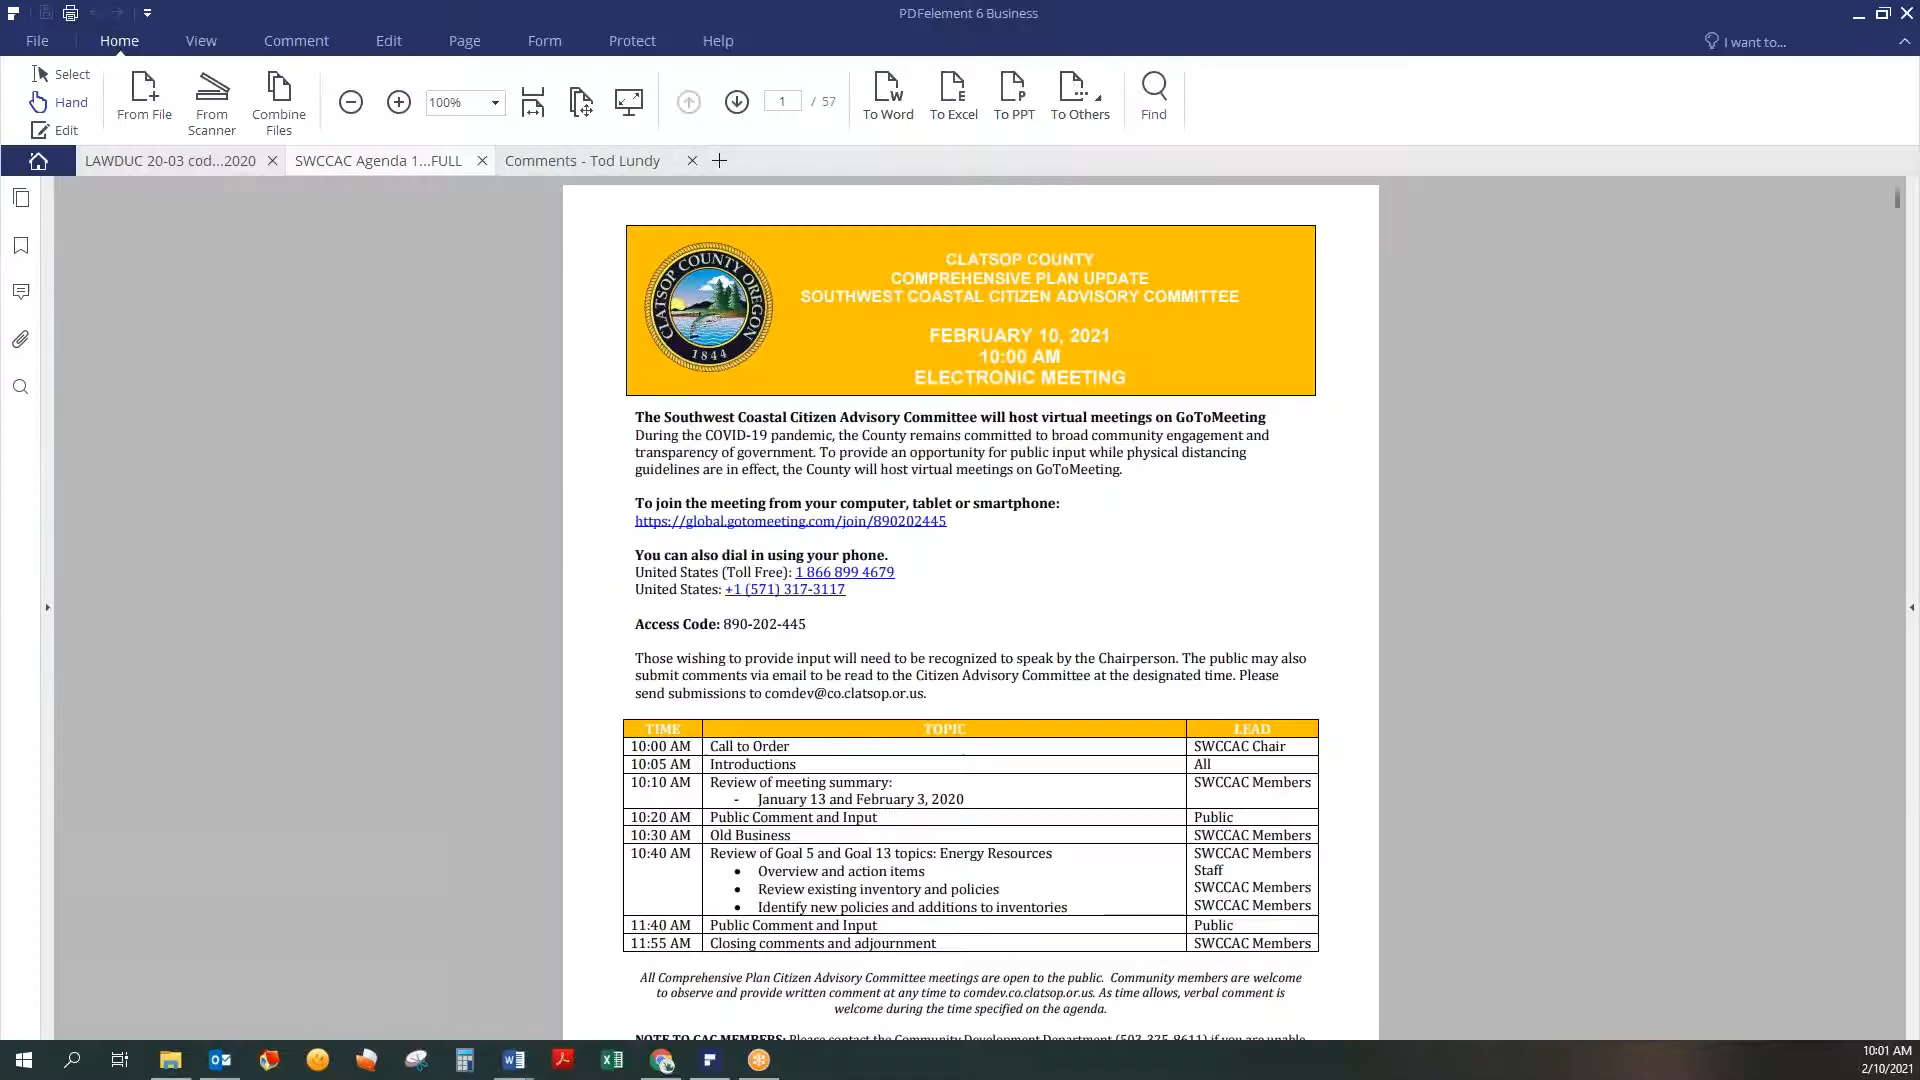 PDFelement 6 Business
File Home View Comment Edit Page Form Protect Help I want to...
Select
Hand
Edit
From File
From Scanner
Combine Files
100%
1 / 57
To Word To Excel To PPT To Others Find
LAWDUC 20-03 cod...2020 SWCCAC Agenda 1...FULL Comments - Tod Lundy
CLATSOP COUNTY OREGON
1844
CLATSOP COUNTY
COMPREHENSIVE PLAN UPDATE
SOUTHWEST COASTAL CITIZEN ADVISORY COMMITTEE
FEBRUARY 10, 2021
10:00 AM
ELECTRONIC MEETING
The Southwest Coastal Citizen Advisory Committee will host virtual meetings on GoToMeeting
During the COVID-19 pandemic, the County remains committed to broad community engagement and
transparency of government. To provide an opportunity for public input while physical distancing
guidelines are in effect, the County will host virtual meetings on GoToMeeting.
To join the meeting from your computer, tablet or smartphone:
https://global.gotomeeting.com/join/890202445
You can also dial in using your phone.
United States (Toll Free): 1 866 899 4679
United States: +1 (571) 317-3117
Access Code: 890-202-445
Those wishing to provide input will need to be recognized to speak by the Chairperson. The public may also
submit comments via email to be read to the Citizen Advisory Committee at the designated time. Please
send submissions to comdev@co.clatsop.or.us.
TIME TOPIC LEAD
10:00 AM Call to Order SWCCAC Chair
10:05 AM Introductions All
10:10 AM Review of meeting summary: SWCCAC Members
- January 13 and February 3, 2020
10:20 AM Public Comment and Input Public
10:30 AM Old Business SWCCAC Members
10:40 AM Review of Goal 5 and Goal 13 topics: Energy Resources SWCCAC Members
• Overview and action items Staff
• Review existing inventory and policies SWCCAC Members
• Identify new policies and additions to inventories SWCCAC Members
11:40 AM Public Comment and Input Public
11:55 AM Closing comments and adjournment SWCCAC Members
All Comprehensive Plan Citizen Advisory Committee meetings are open to the public. Community members are welcome
to observe and provide written comment at any time to comdev.co.clatsop.or.us. As time allows, verbal comment is
welcome during the time specified on the agenda.
NOTE TO CAC MEMBERS: Please contact the Community Development Department (503-325-8611) if you are unable
10:01 AM
2/10/2021